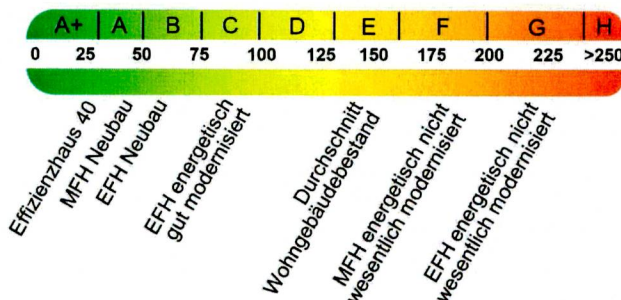 A+ A B C D E F G H
0 25 50 75 100 125 150 175 200 225 >250
Effizienzhaus 40
MFH Neubau
EFH Neubau
EFH energetisch
gut modernisiert
Durchschnitt
Wohngebäudebestand
MFH energetisch nicht
wesentlich modernisiert
EFH energetisch nicht
wesentlich modernisiert